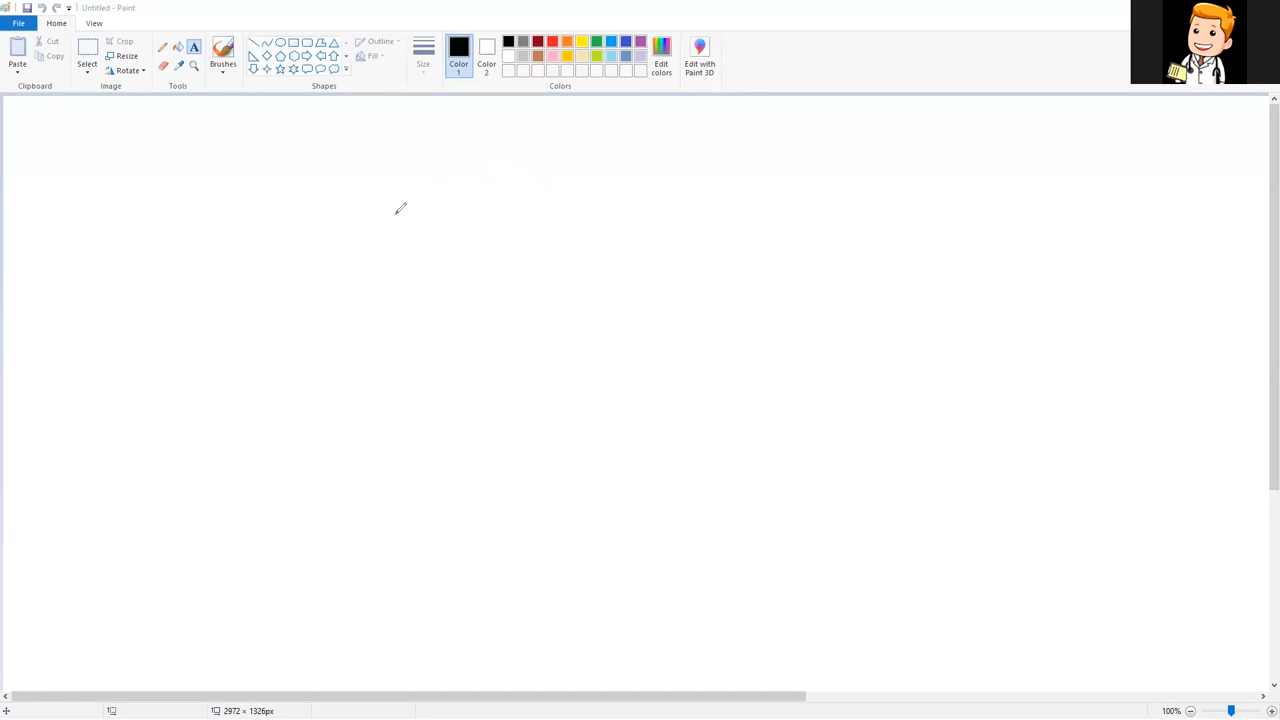 Untitled - Paint
File Home View
Paste Cut Copy Clipboard
Select Crop Resize Rotate Image
A
Tools
Brushes
Shapes
Outline
Fill
Size
Color 1
Color 2
Edit colors
Colors
Edit with Paint 3D
2972 × 1326px
100%